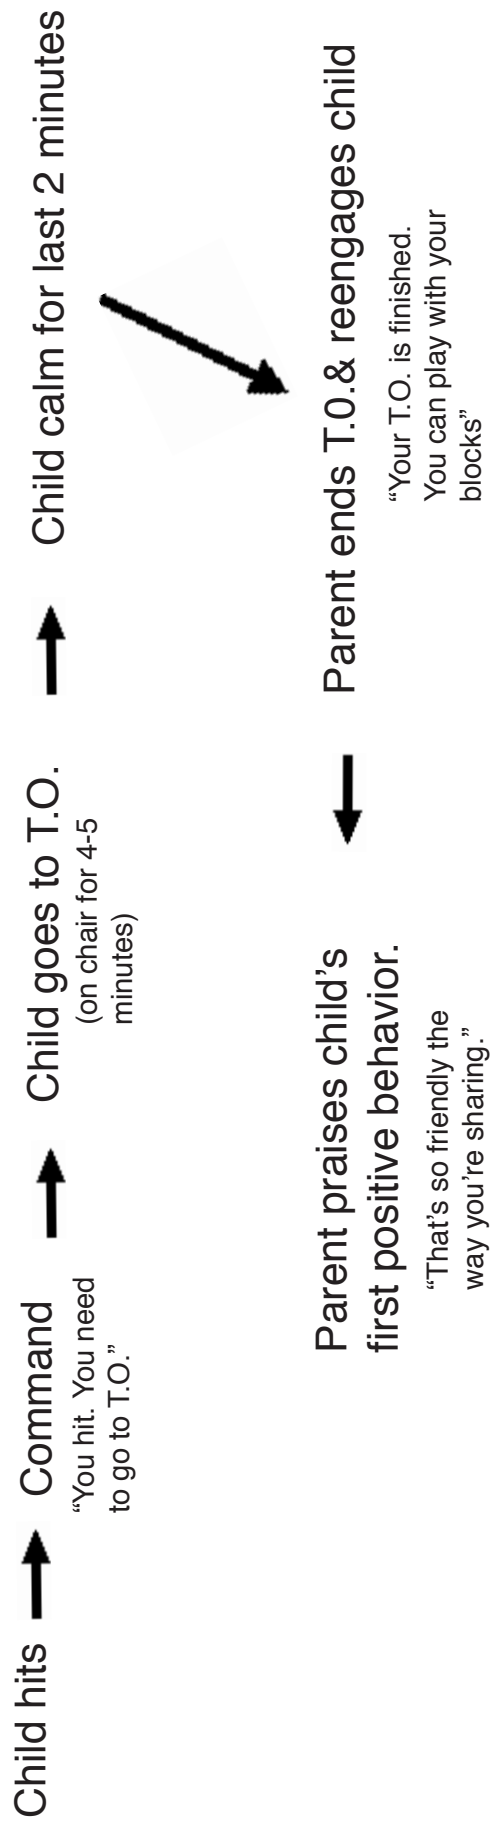 Child hits
Command
“You hit. You need
to go to T.O.”
Child goes to T.O.
(on chair for 4-5
minutes)
Child calm for last 2 minutes
Parent ends T.0.& reengages child
“Your T.O. is finished.
You can play with your
blocks”
Parent praises child’s
first positive behavior.
“That’s so friendly the
way you’re sharing.”